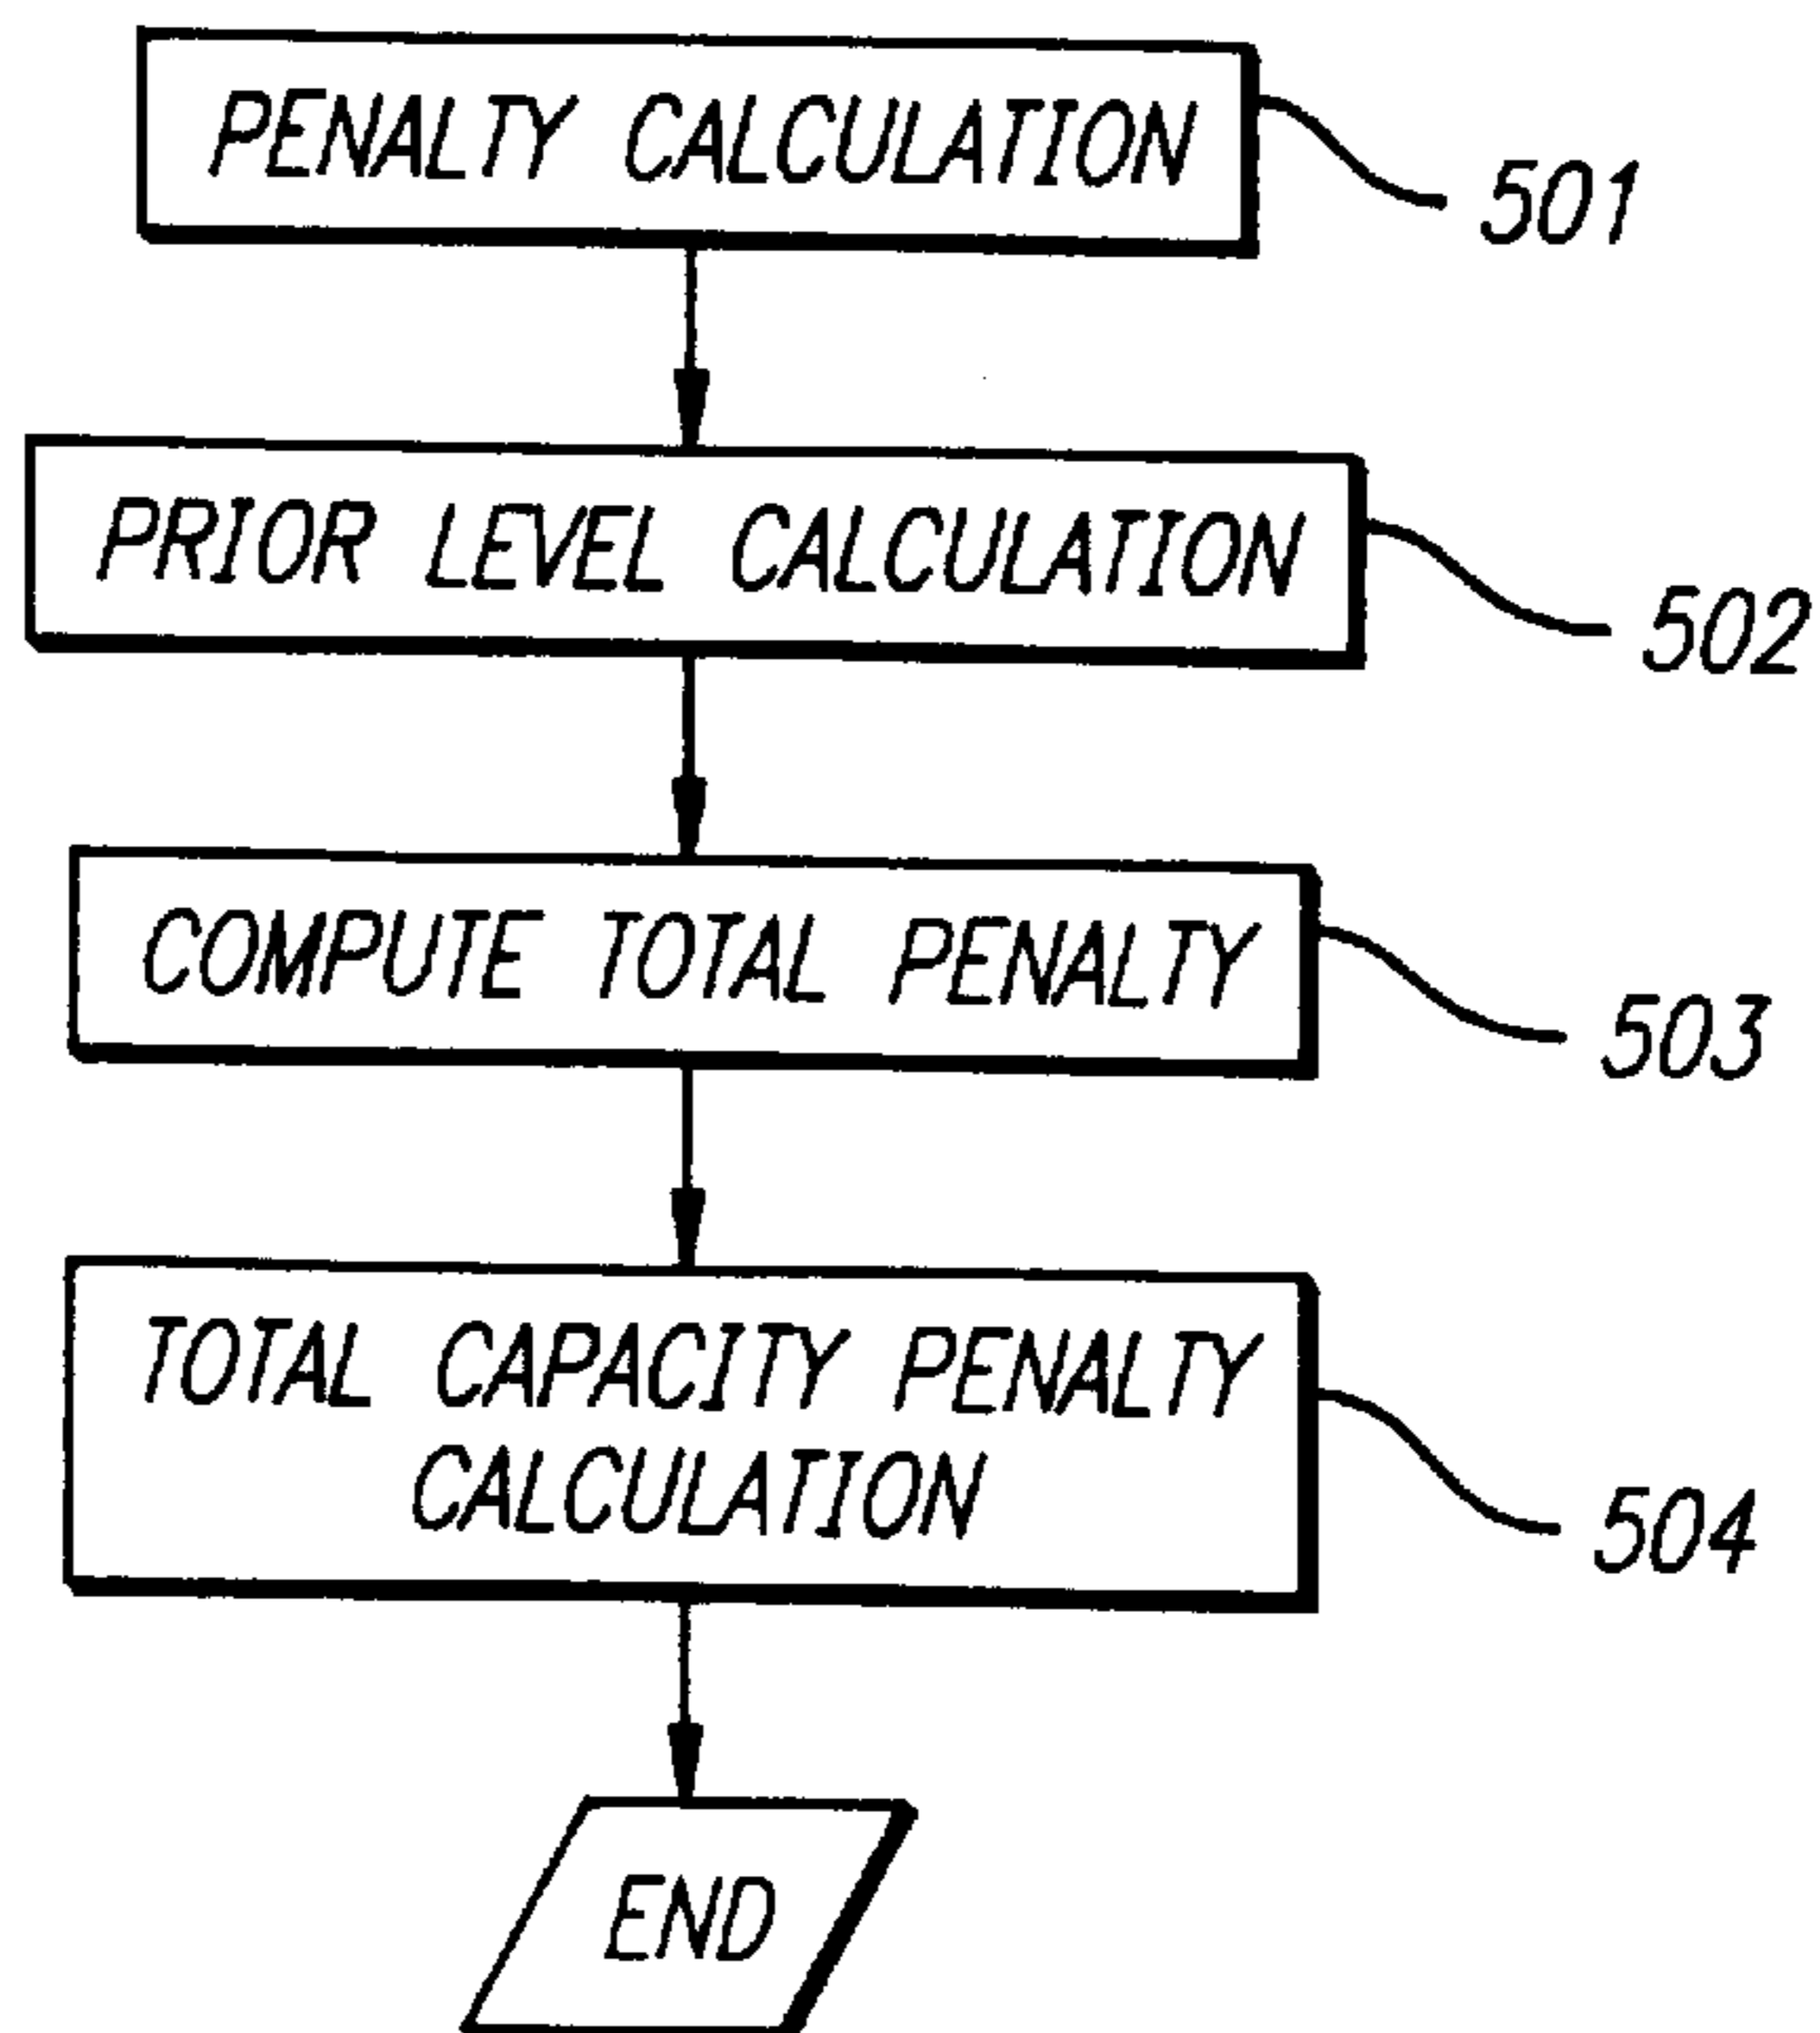 PENALTY CALCULATION
501
PRIOR LEVEL CALCULATION
502
COMPUTE TOTAL PENALTY
503
TOTAL CAPACITY PENALTY
CALCULATION
504
END